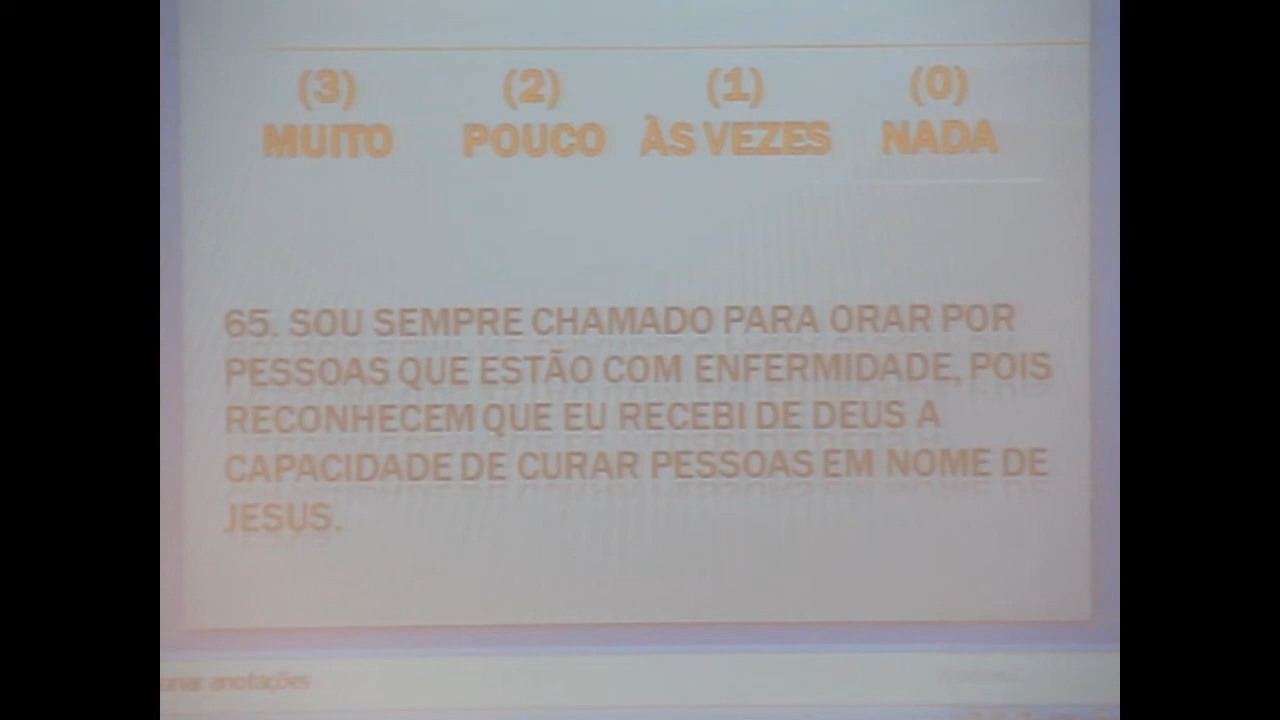 (3) (2) (1) (0)
MUITO POUCO ÀS VEZES NADA
65. SOU SEMPRE CHAMADO PARA ORAR POR
PESSOAS QUE ESTÃO COM ENFERMIDADE, POIS
RECONHECEM QUE EU RECEBI DE DEUS A
CAPACIDADE DE CURAR PESSOAS EM NOME DE
JESUS.
anotações